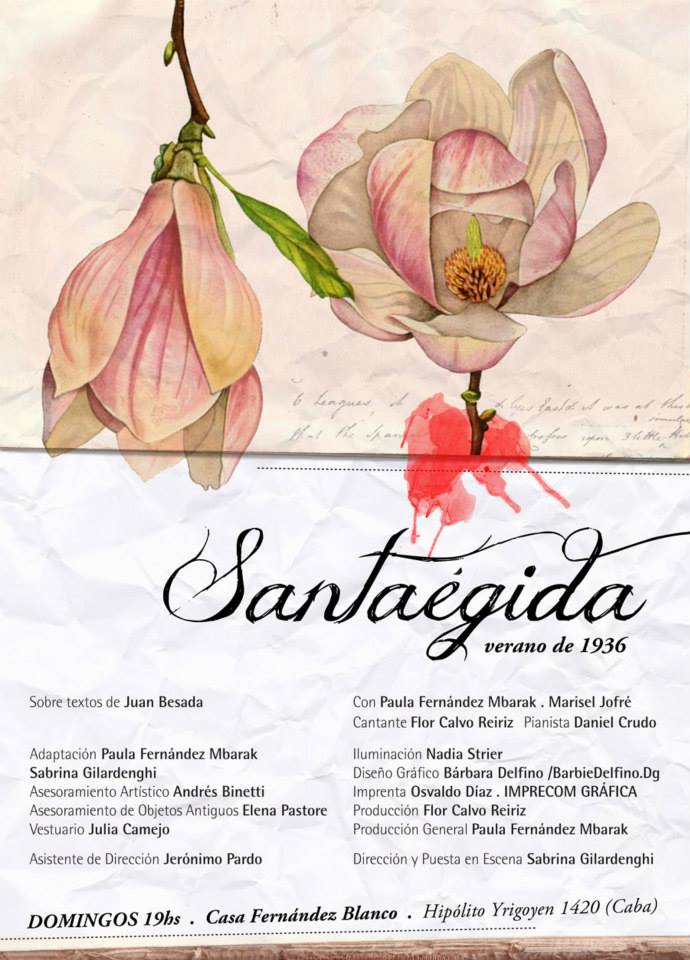 6 leagues,
that the
Santaégida
verano de 1936
Sobre textos de Juan Besada
Con Paula Fernández Mbarak . Marisel Jofré
Cantante Flor Calvo Reiriz Pianista Daniel Crudo
Adaptación Paula Fernández Mbarak
Sabrina Gilardenghi
Asesoramiento Artístico Andrés Binetti
Asesoramiento de Objetos Antiguos Elena Pastore
Vestuario Julia Camejo
Asistente de Dirección Jerónimo Pardo
Iluminación Nadia Strier
Diseño Gráfico Bárbara Delfino /BarbieDelfino.Dg
Imprenta Osvaldo Díaz . IMPRECOM GRÁFICA
Producción Flor Calvo Reiriz
Producción General Paula Fernández Mbarak
Dirección y Puesta en Escena Sabrina Gilardenghi
DOMINGOS 19hs . Casa Fernández Blanco . Hipólito Yrigoyen 1420 (Caba)